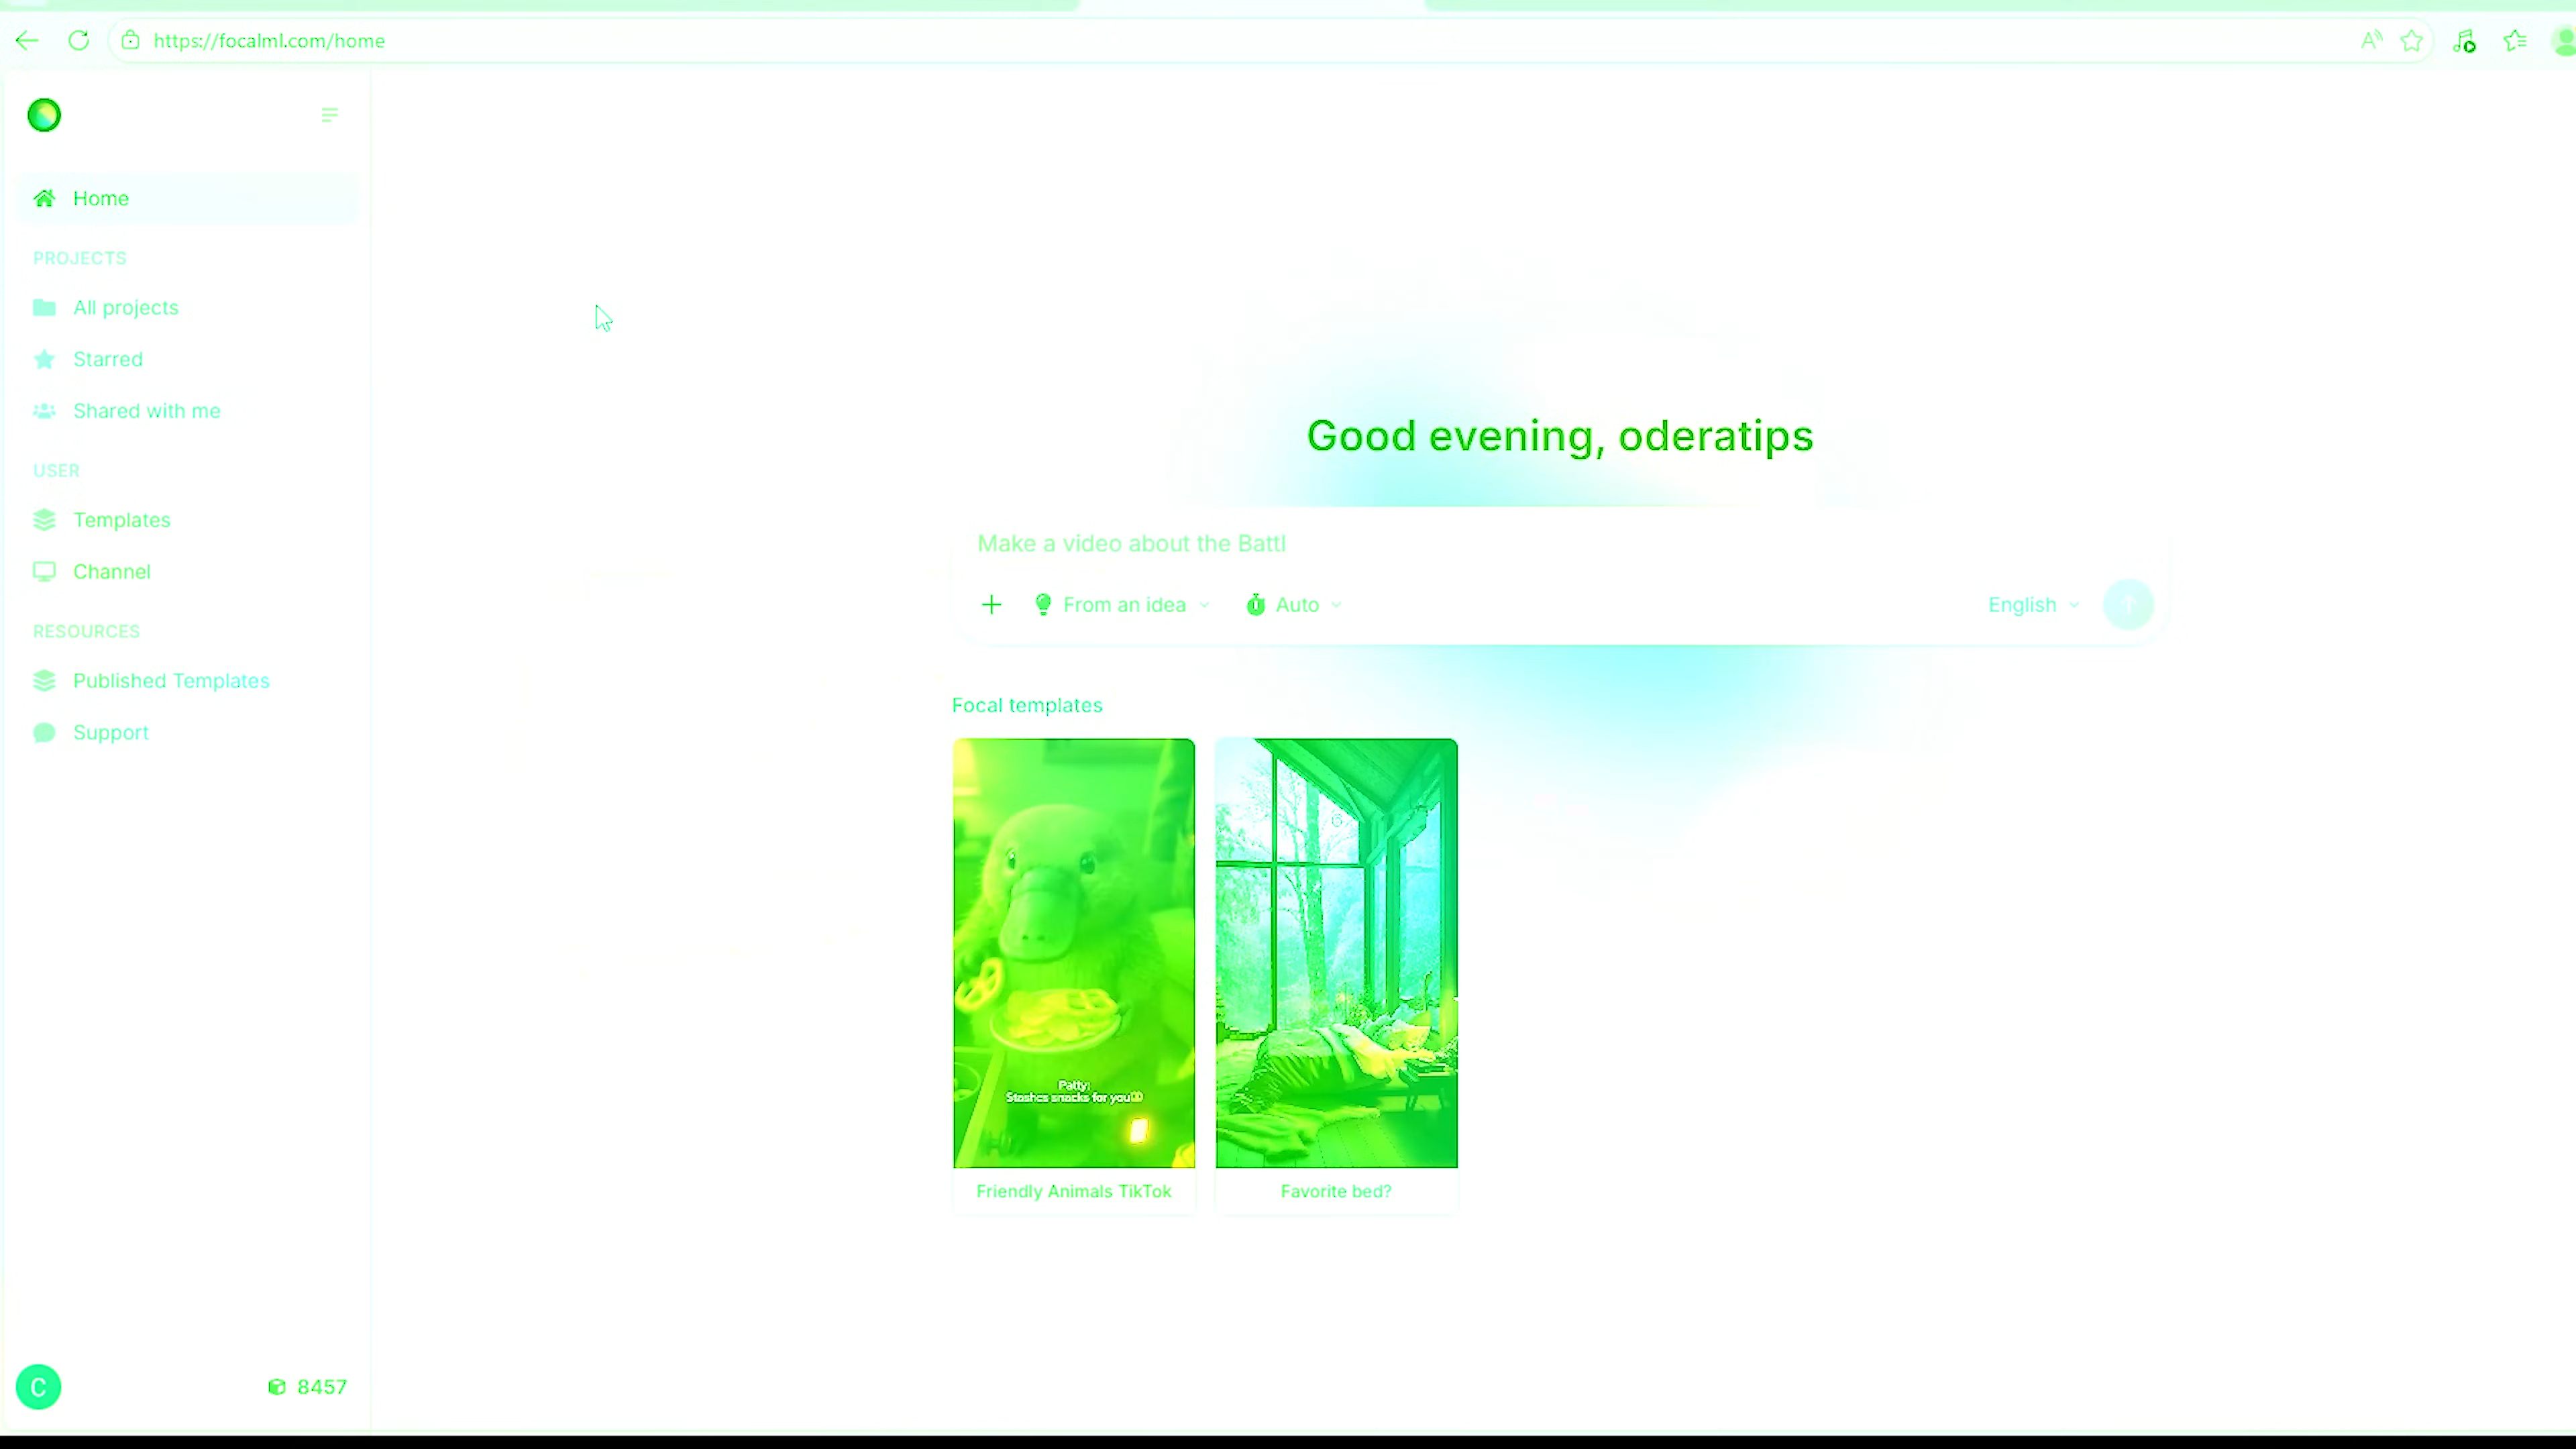 https://focalml.com/home
Home
PROJECTS
All projects
Starred
Shared with me
USER
Templates
Channel
RESOURCES
Published Templates
Support
C
8457
Good evening, oderatips
Make a video about the Battl
From an idea
Auto
English
Focal templates
Patty:
Stashes snacks for you
Friendly Animals TikTok
Favorite bed?